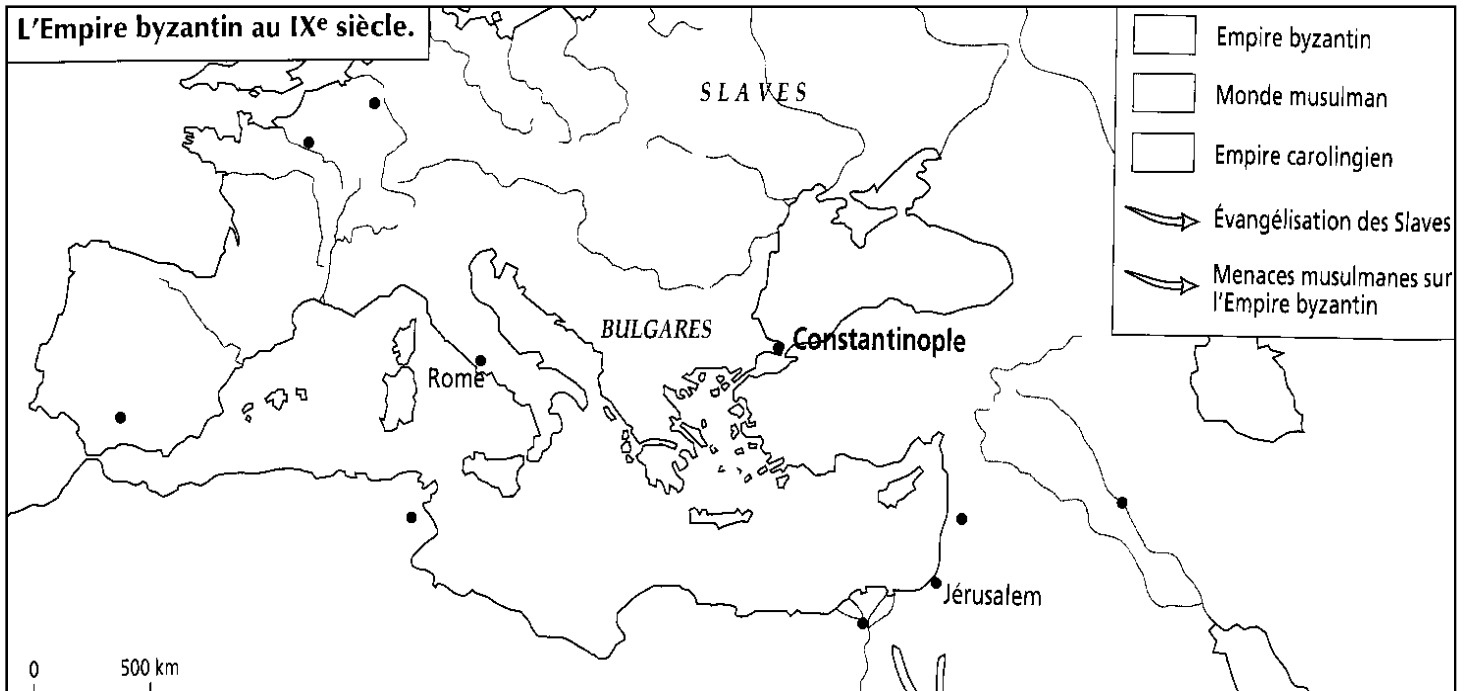 L'Empire byzantin au IXe siècle.
Empire byzantin
Monde musulman
Empire carolingien
Évangélisation des Slaves
Menaces musulmanes sur
l'Empire byzantin
SLAVES
BULGARES
Constantinople
Rome
Jérusalem
0 500 km